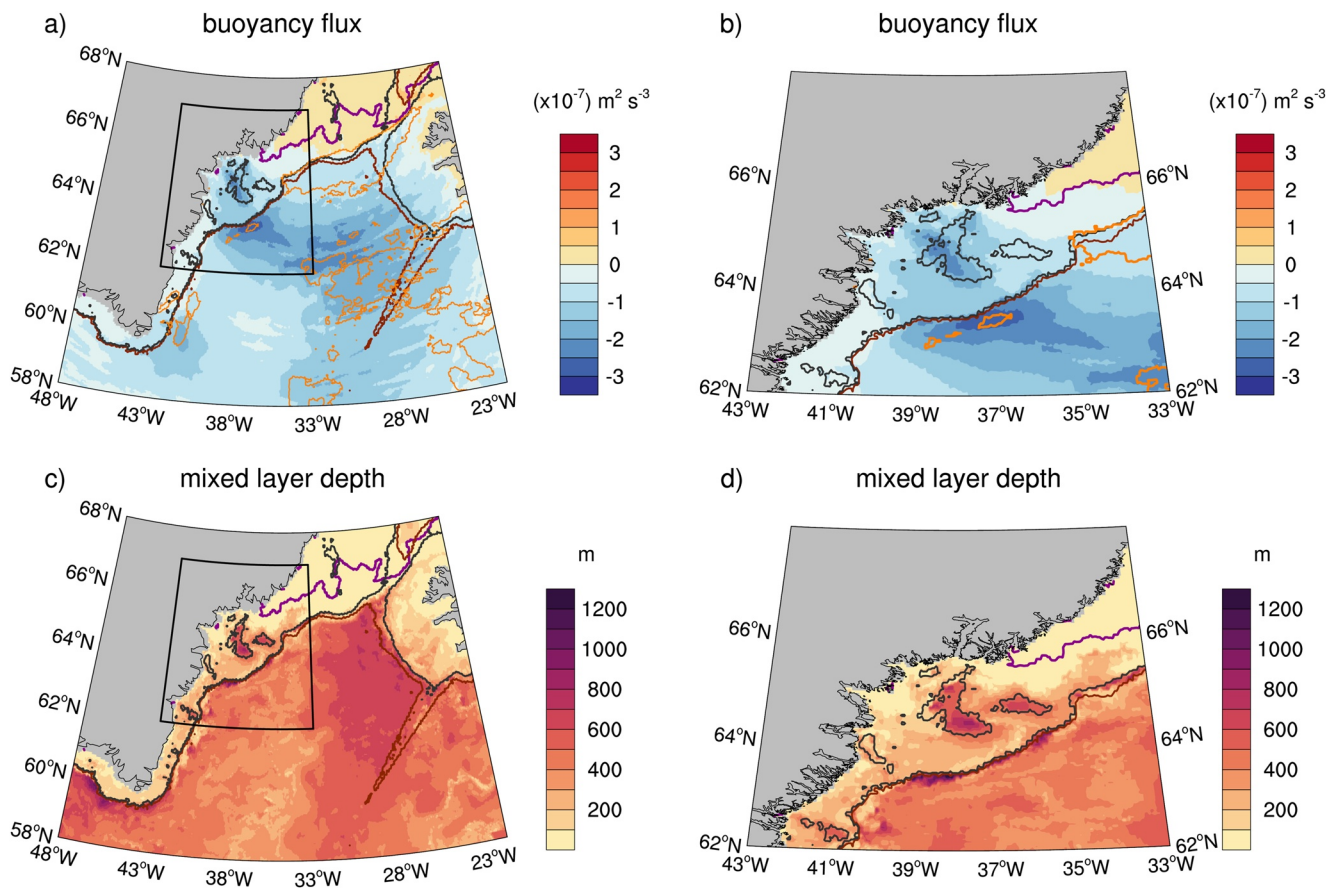 a) buoyancy flux
68°N
66°N
64°N
62°N
60°N
58°N
48°W
43°W
38°W
33°W
28°W
23°W
(x10⁻⁷) m² s⁻³
3
2
1
0
-1
-2
-3
b) buoyancy flux
66°N
64°N
62°N
43°W
41°W
39°W
37°W
35°W
33°W
66°N
64°N
62°N
(x10⁻⁷) m² s⁻³
3
2
1
0
-1
-2
-3
c) mixed layer depth
68°N
66°N
64°N
62°N
60°N
58°N
48°W
43°W
38°W
33°W
28°W
23°W
m
1200
1000
800
600
400
200
d) mixed layer depth
66°N
64°N
62°N
43°W
41°W
39°W
37°W
35°W
33°W
66°N
64°N
62°N
m
1200
1000
800
600
400
200